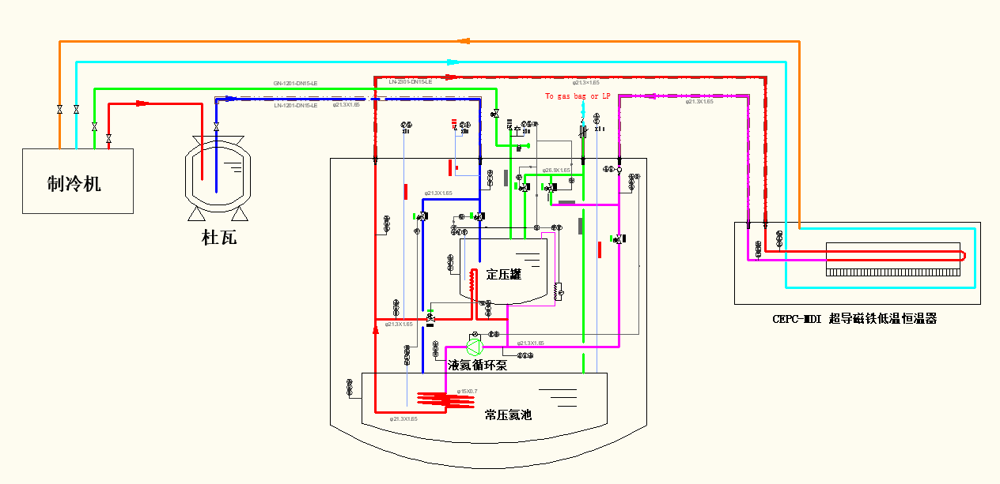 GN-1201-DN15-LE
LN-2301-DN15-LE
φ21.3×1.65
To gas bag or LP
LN-1201-DN15-LE
φ21.3X1.65
φ21.3X1.65
制冷机
杜瓦
φ26.9X1.65
φ21.3X1.65
定压罐
CEPC-MDI 超导磁铁低温恒温器
φ21.3X1.65
φ21.3X1.65
液氦循环泵
φ15X0.7
常压氦池
φ21.3X1.65